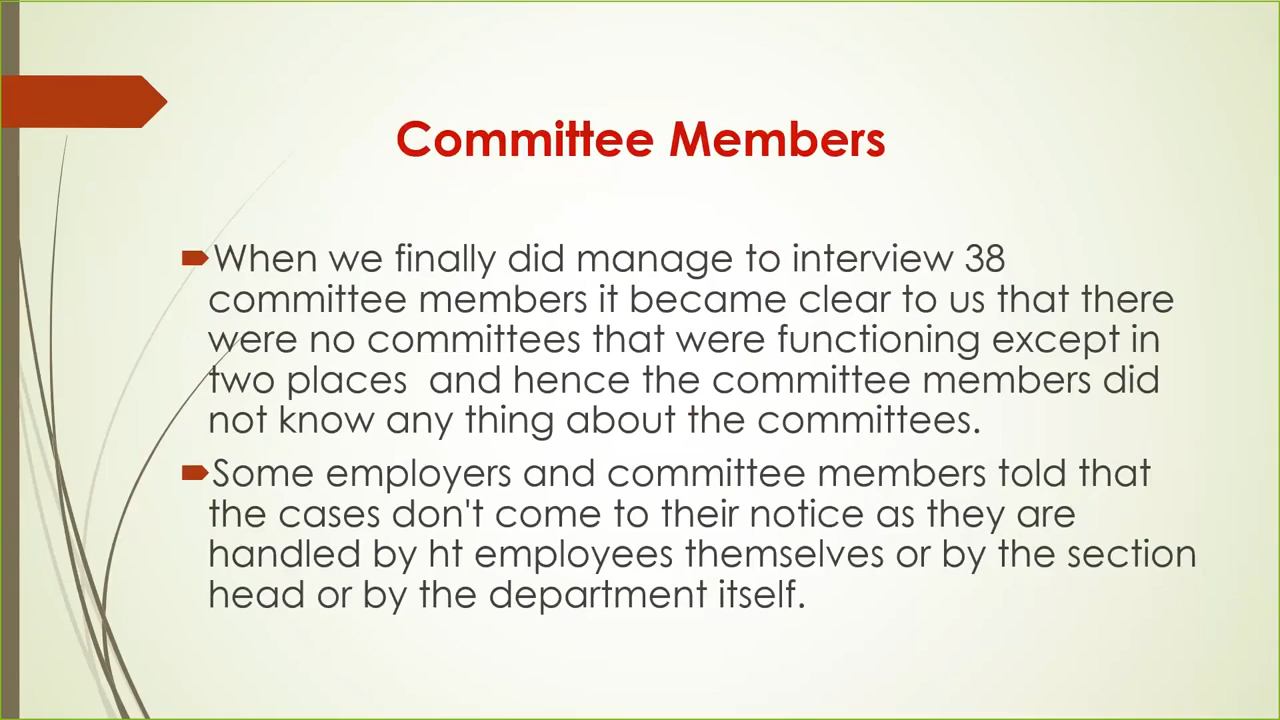 Committee Members
When we finally did manage to interview 38
committee members it became clear to us that there
were no committees that were functioning except in
two places  and hence the committee members did
not know any thing about the committees.
Some employers and committee members told that
the cases don't come to their notice as they are
handled by ht employees themselves or by the section
head or by the department itself.